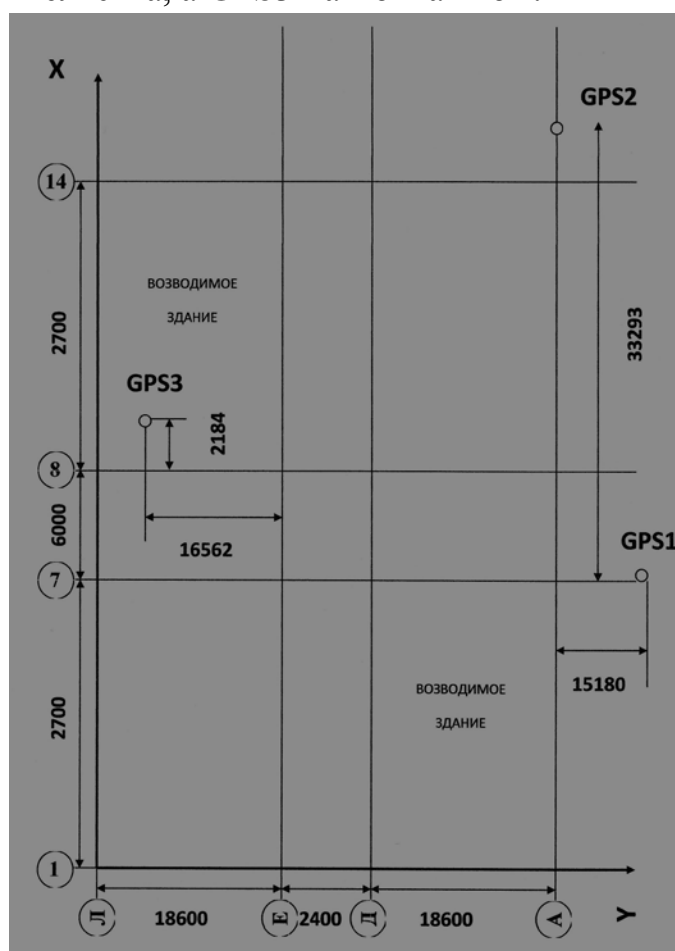 X
GPS2
14
ВОЗВОДИМОЕ
ЗДАНИЕ
2700
33293
GPS3
2184
8
16562
6000
GPS1
7
15180
ВОЗВОДИМОЕ
ЗДАНИЕ
2700
1
Л
18600
Е
2400
Д
18600
А
Y